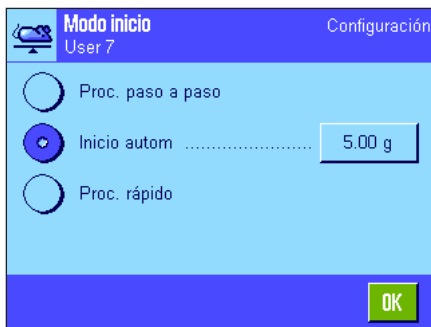 Modo inicio Configuración
User 7
Proc. paso a paso
Inicio autom ........................ 5.00 g
Proc. rápido
OK